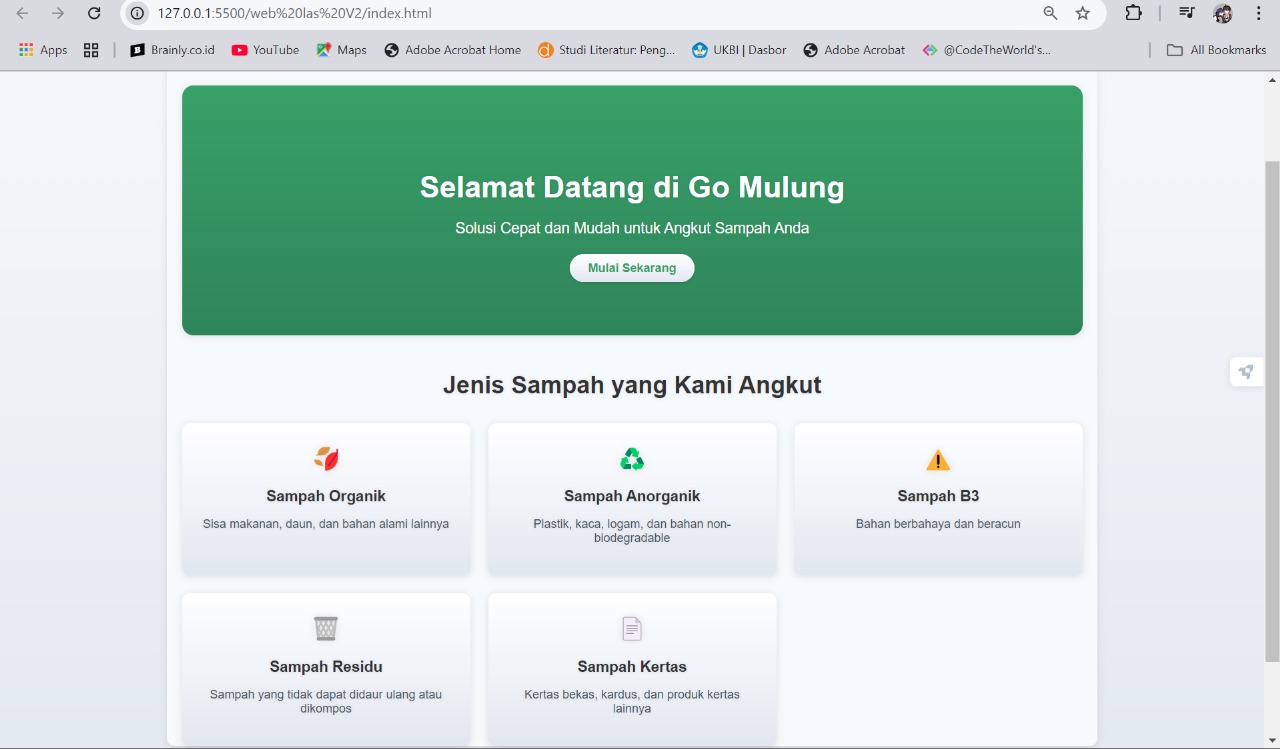 127.0.0.1:5500/web%20las%20V2/index.html
Apps
Brainly.co.id
YouTube
Maps
Adobe Acrobat Home
Studi Literatur: Peng...
UKBI | Dasbor
Adobe Acrobat
@CodeTheWorld's...
All Bookmarks
Selamat Datang di Go Mulung
Solusi Cepat dan Mudah untuk Angkut Sampah Anda
Mulai Sekarang
Jenis Sampah yang Kami Angkut
Sampah Organik
Sisa makanan, daun, dan bahan alami lainnya
Sampah Anorganik
Plastik, kaca, logam, dan bahan non-
biodegradable
Sampah B3
Bahan berbahaya dan beracun
Sampah Residu
Sampah yang tidak dapat didaur ulang atau
dikompos
Sampah Kertas
Kertas bekas, kardus, dan produk kertas
lainnya